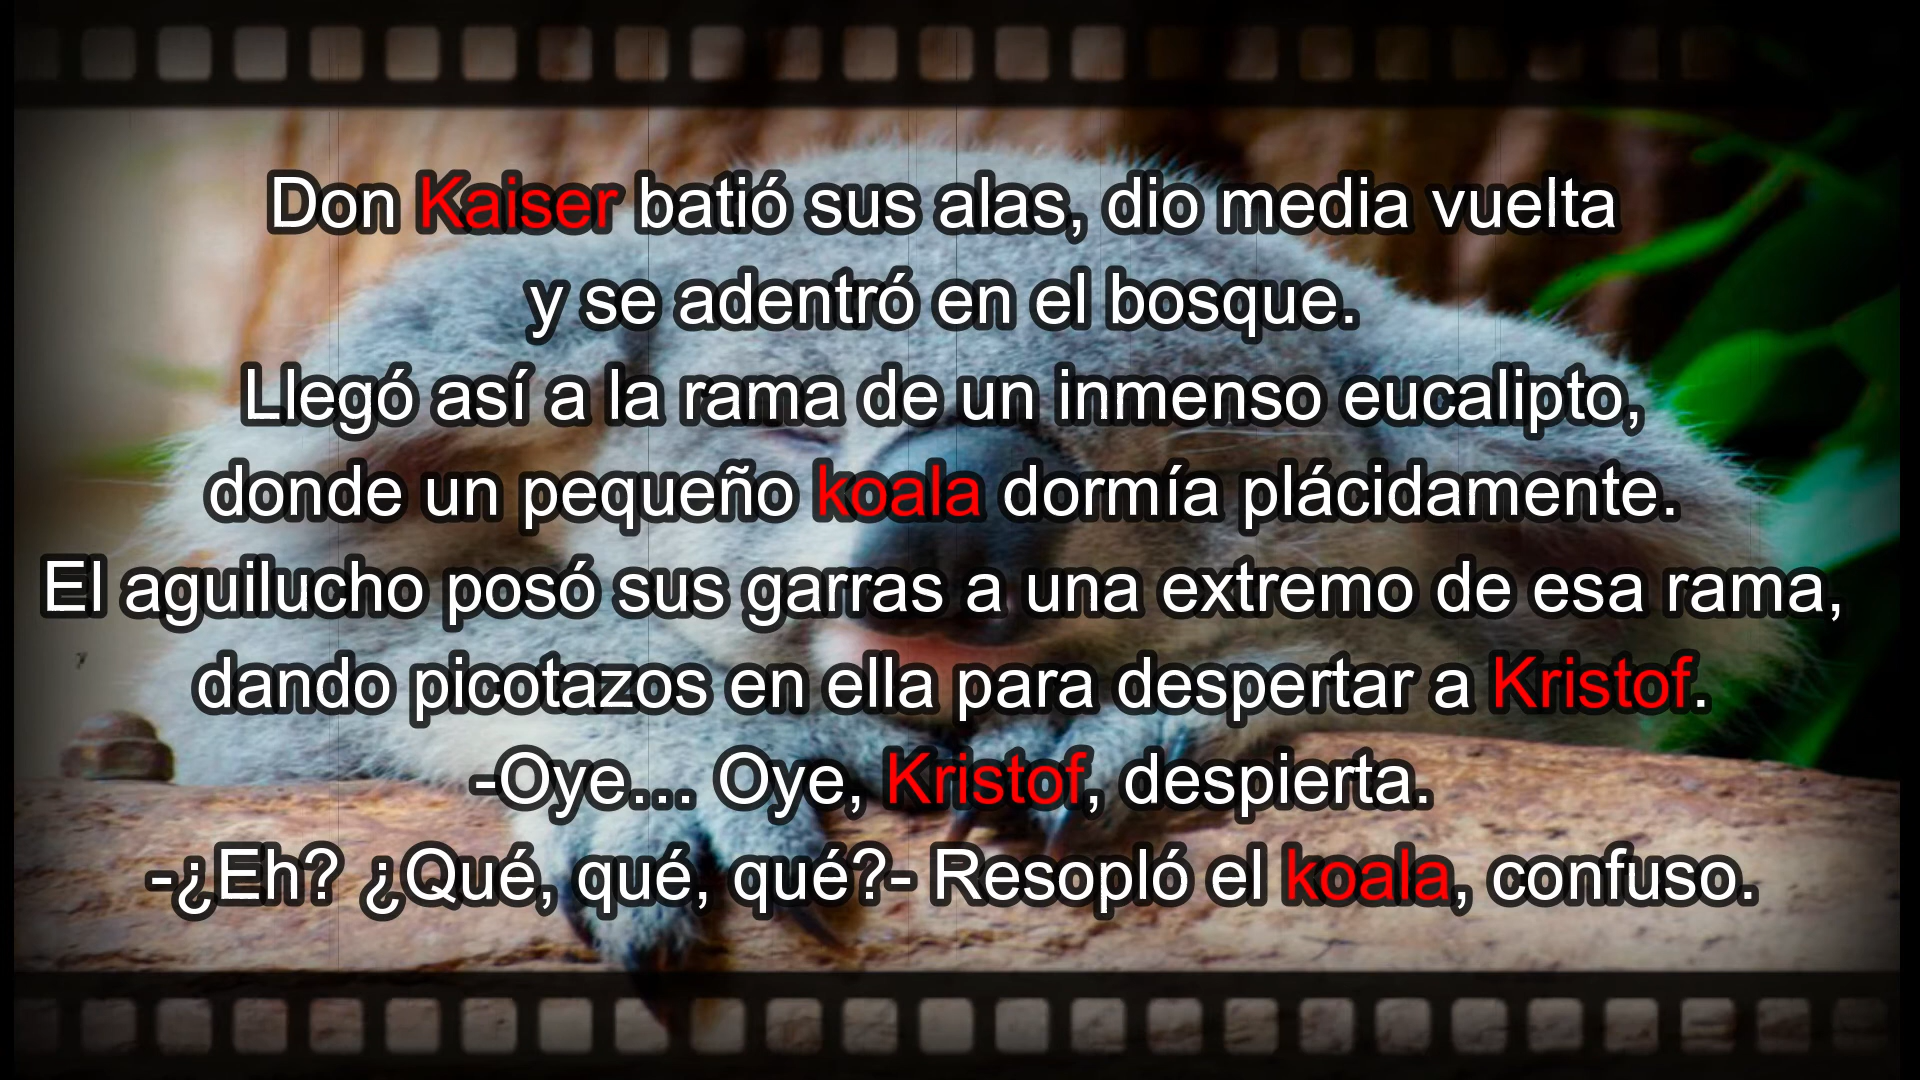 Don Kaiser batió sus alas, dio media vuelta
y se adentró en el bosque.
Llegó así a la rama de un inmenso eucalipto,
donde un pequeño koala dormía plácidamente.
El aguilucho posó sus garras a una extremo de esa rama,
dando picotazos en ella para despertar a Kristof.
-Oye... Oye, Kristof, despierta.
-¿Eh? ¿Qué, qué, qué?- Resopló el koala, confuso.